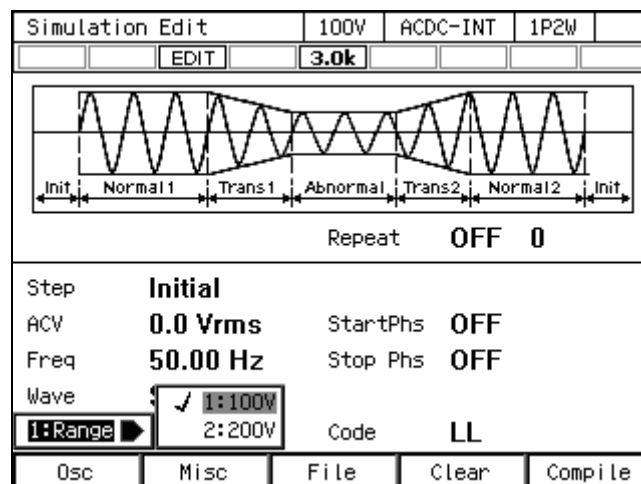 Simulation Edit 100V ACDC-INT 1P2W
EDIT 3.0k
Init Normal1 Trans1 Abnormal Trans2 Normal2 Init
Repeat OFF 0
Step Initial
ACV 0.0 Vrms StartPhs OFF
Freq 50.00 Hz Stop Phs OFF
Wave
✓ 1:100V
1:Range 2:200V Code LL
Osc Misc File Clear Compile